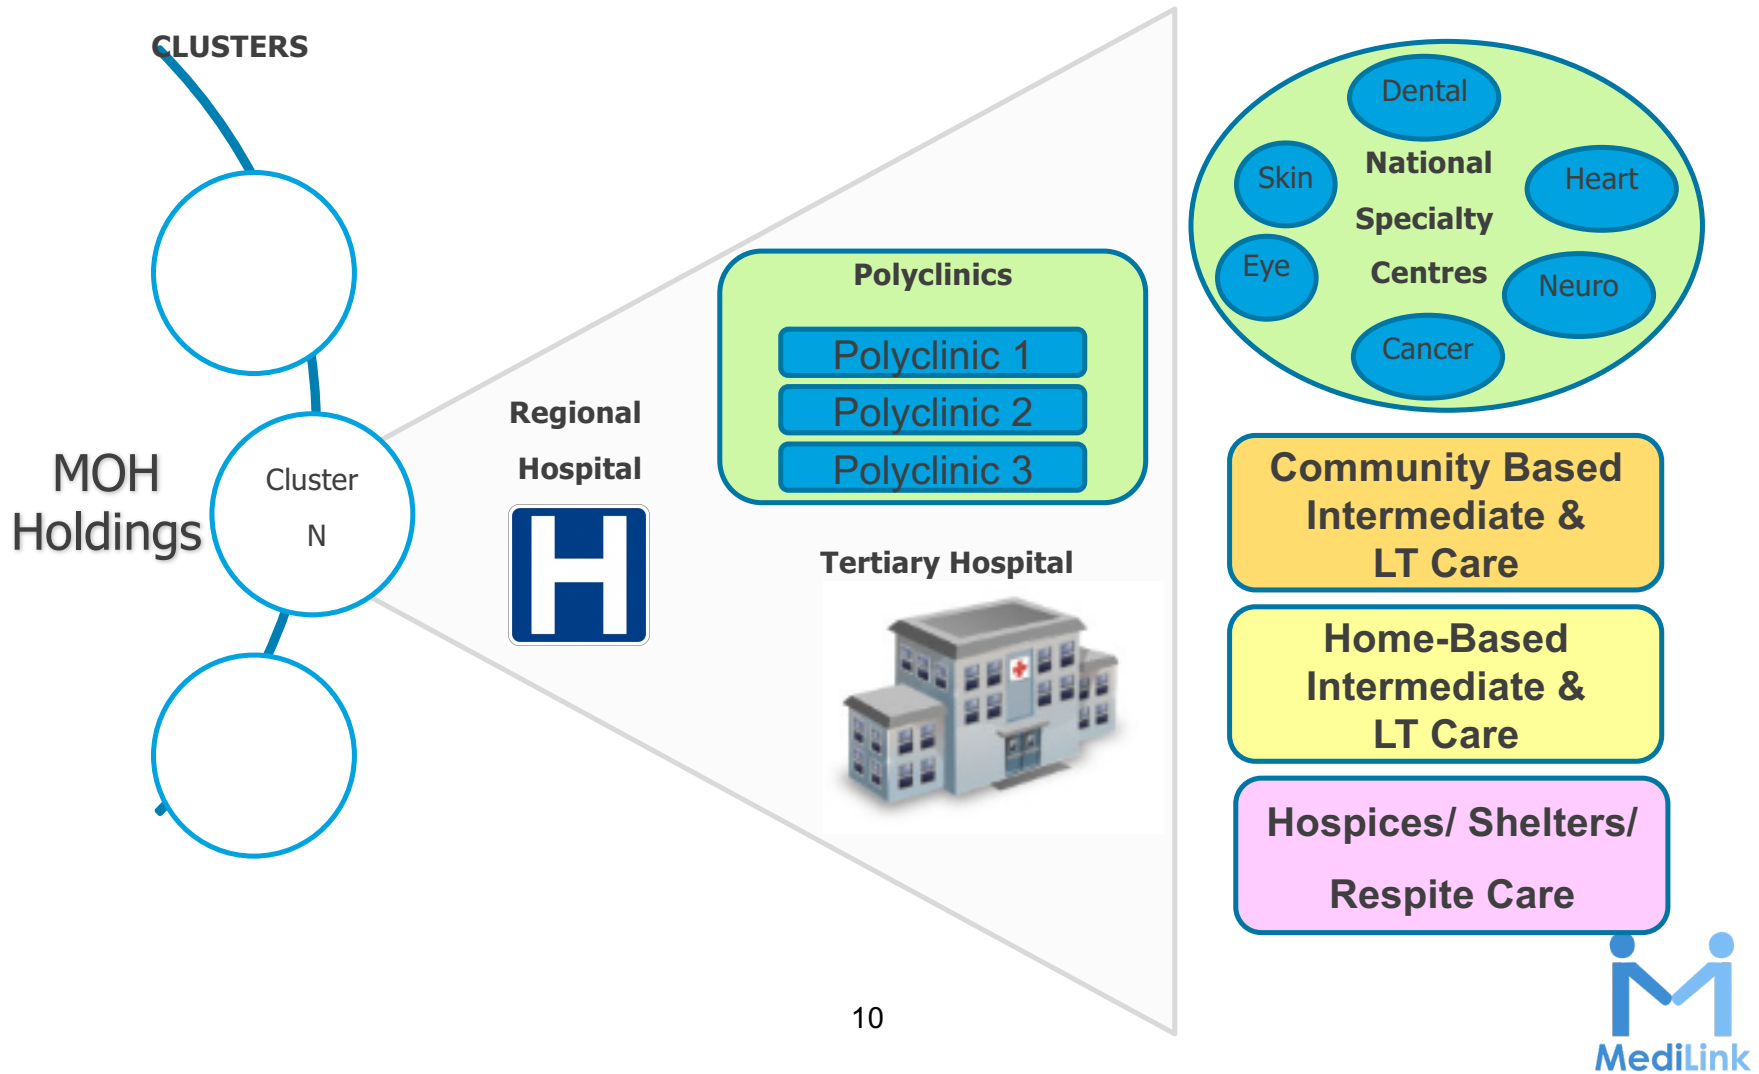 CLUSTERS
MOH
Holdings
Cluster
N
Regional
Hospital
H
Polyclinics
Polyclinic 1
Polyclinic 2
Polyclinic 3
Tertiary Hospital
Dental
National
Skin
Heart
Specialty
Eye
Centres
Neuro
Cancer
Community Based
Intermediate &
LT Care
Home-Based
Intermediate &
LT Care
Hospices/ Shelters/
Respite Care
10
MediLink